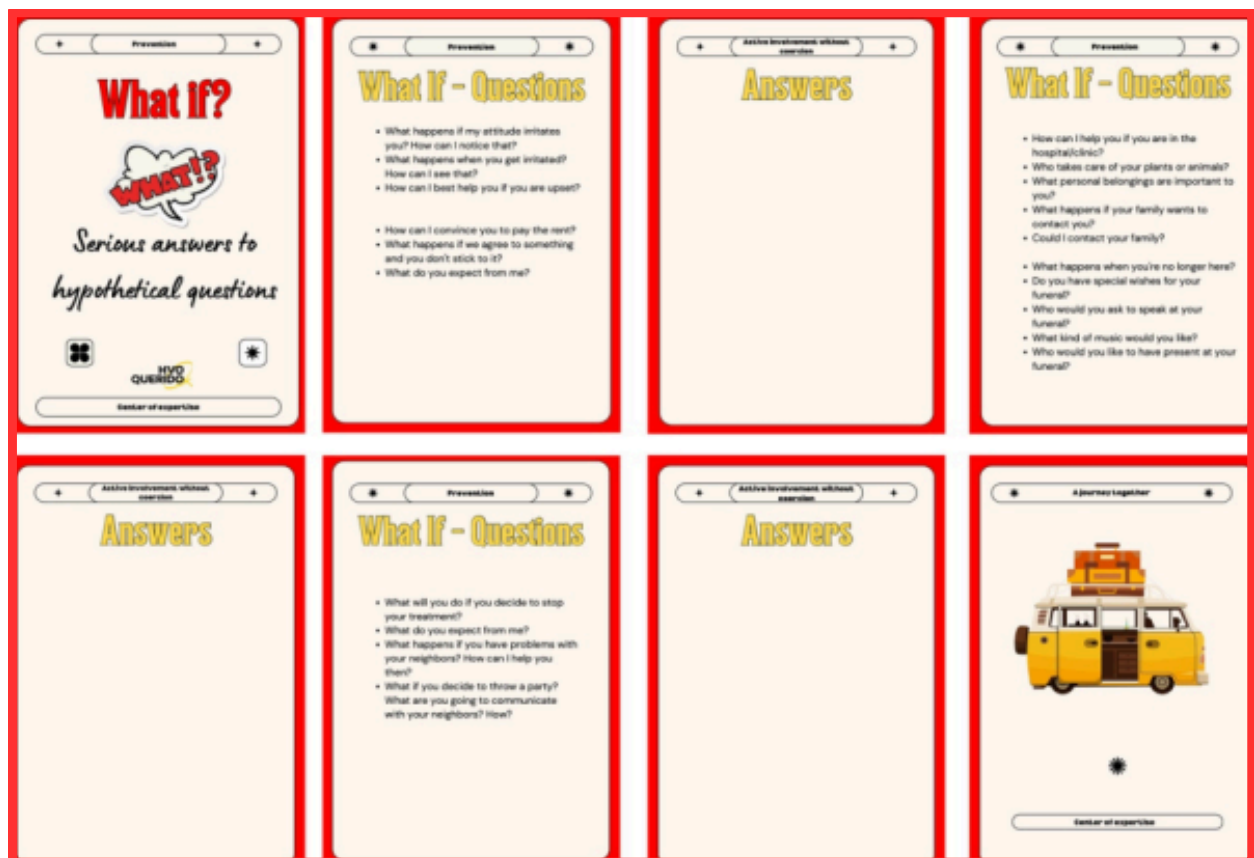 Prevention
What if?
WHAT!?
Serious answers to
hypothetical questions
HVO
QUERIDO
Center of expertise
Prevention
What If - Questions
• What happens if my attitude irritates
you? How can I notice that?
• What happens when you get irritated?
How can I see that?
• How can I best help you if you are upset?
• How can I convince you to pay the rent?
• What happens if we agree to something
and you don't stick to it?
• What do you expect from me?
Active involvement without
coercion
Answers
Prevention
What If - Questions
• How can I help you if you are in the
hospital/clinic?
• Who takes care of your plants or animals?
• What personal belongings are important to
you?
• What happens if your family wants to
contact you?
• Could I contact your family?
• What happens when you're no longer here?
• Do you have special wishes for your
funeral?
• Who would you ask to speak at your
funeral?
• What kind of music would you like?
• Who would you like to have present at your
funeral?
Active involvement without
coercion
Answers
Prevention
What If - Questions
• What will you do if you decide to stop
your treatment?
• What do you expect from me?
• What happens if you have problems with
your neighbors? How can I help you
then?
• What if you decide to throw a party?
What are you going to communicate
with your neighbors? How?
Active involvement without
coercion
Answers
A journey together
Center of expertise